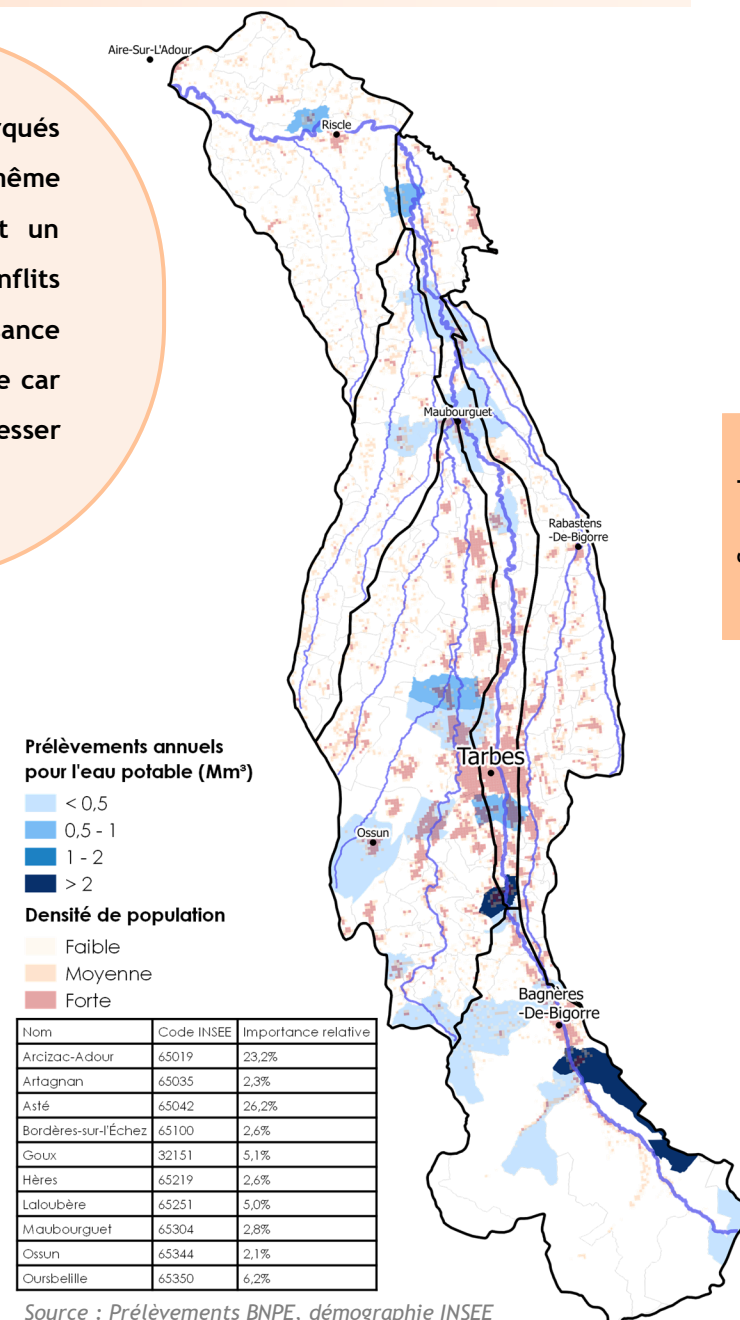 Aire-Sur-L'Adour
Riscle
qués
même
t un
nflits
ance
e car
esser
Maubourguet
Rabastens
-De-Bigorre
Tarbes
Ossun
Bagnères
-De-Bigorre
Prélèvements annuels
pour l'eau potable (Mm³)
< 0,5
0,5 - 1
1 - 2
> 2
Densité de population
Faible
Moyenne
Forte
Nom Code INSEE Importance relative
Arcizac-Adour 65019 23,2%
Artagnan 65035 2,3%
Asté 65042 26,2%
Bordères-sur-l'Échez 65100 2,6%
Goux 32151 5,1%
Hères 65219 2,6%
Laloubère 65251 5,0%
Maubourguet 65304 2,8%
Ossun 65344 2,1%
Oursbelille 65350 6,2%
Source : Prélèvements BNPE, démographie INSEE